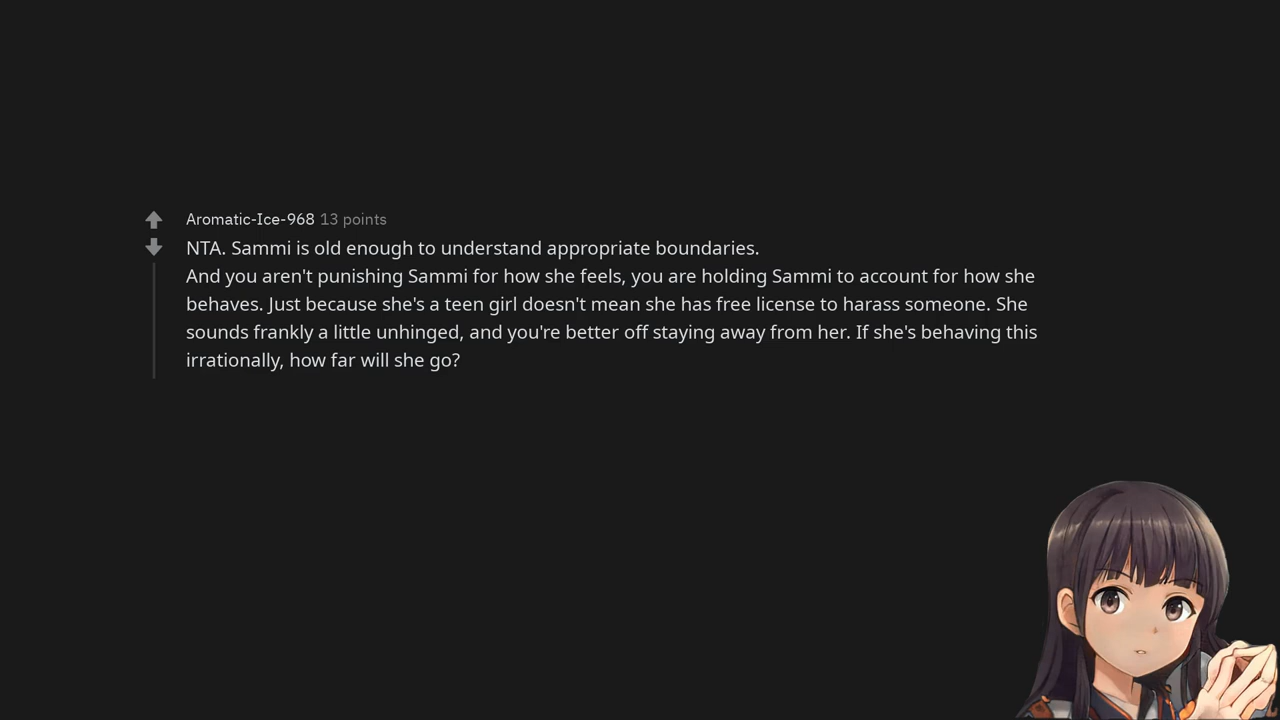 Aromatic-Ice-968 13 points
NTA. Sammi is old enough to understand appropriate boundaries.
And you aren't punishing Sammi for how she feels, you are holding Sammi to account for how she
behaves. Just because she's a teen girl doesn't mean she has free license to harass someone. She
sounds frankly a little unhinged, and you're better off staying away from her. If she's behaving this
irrationally, how far will she go?